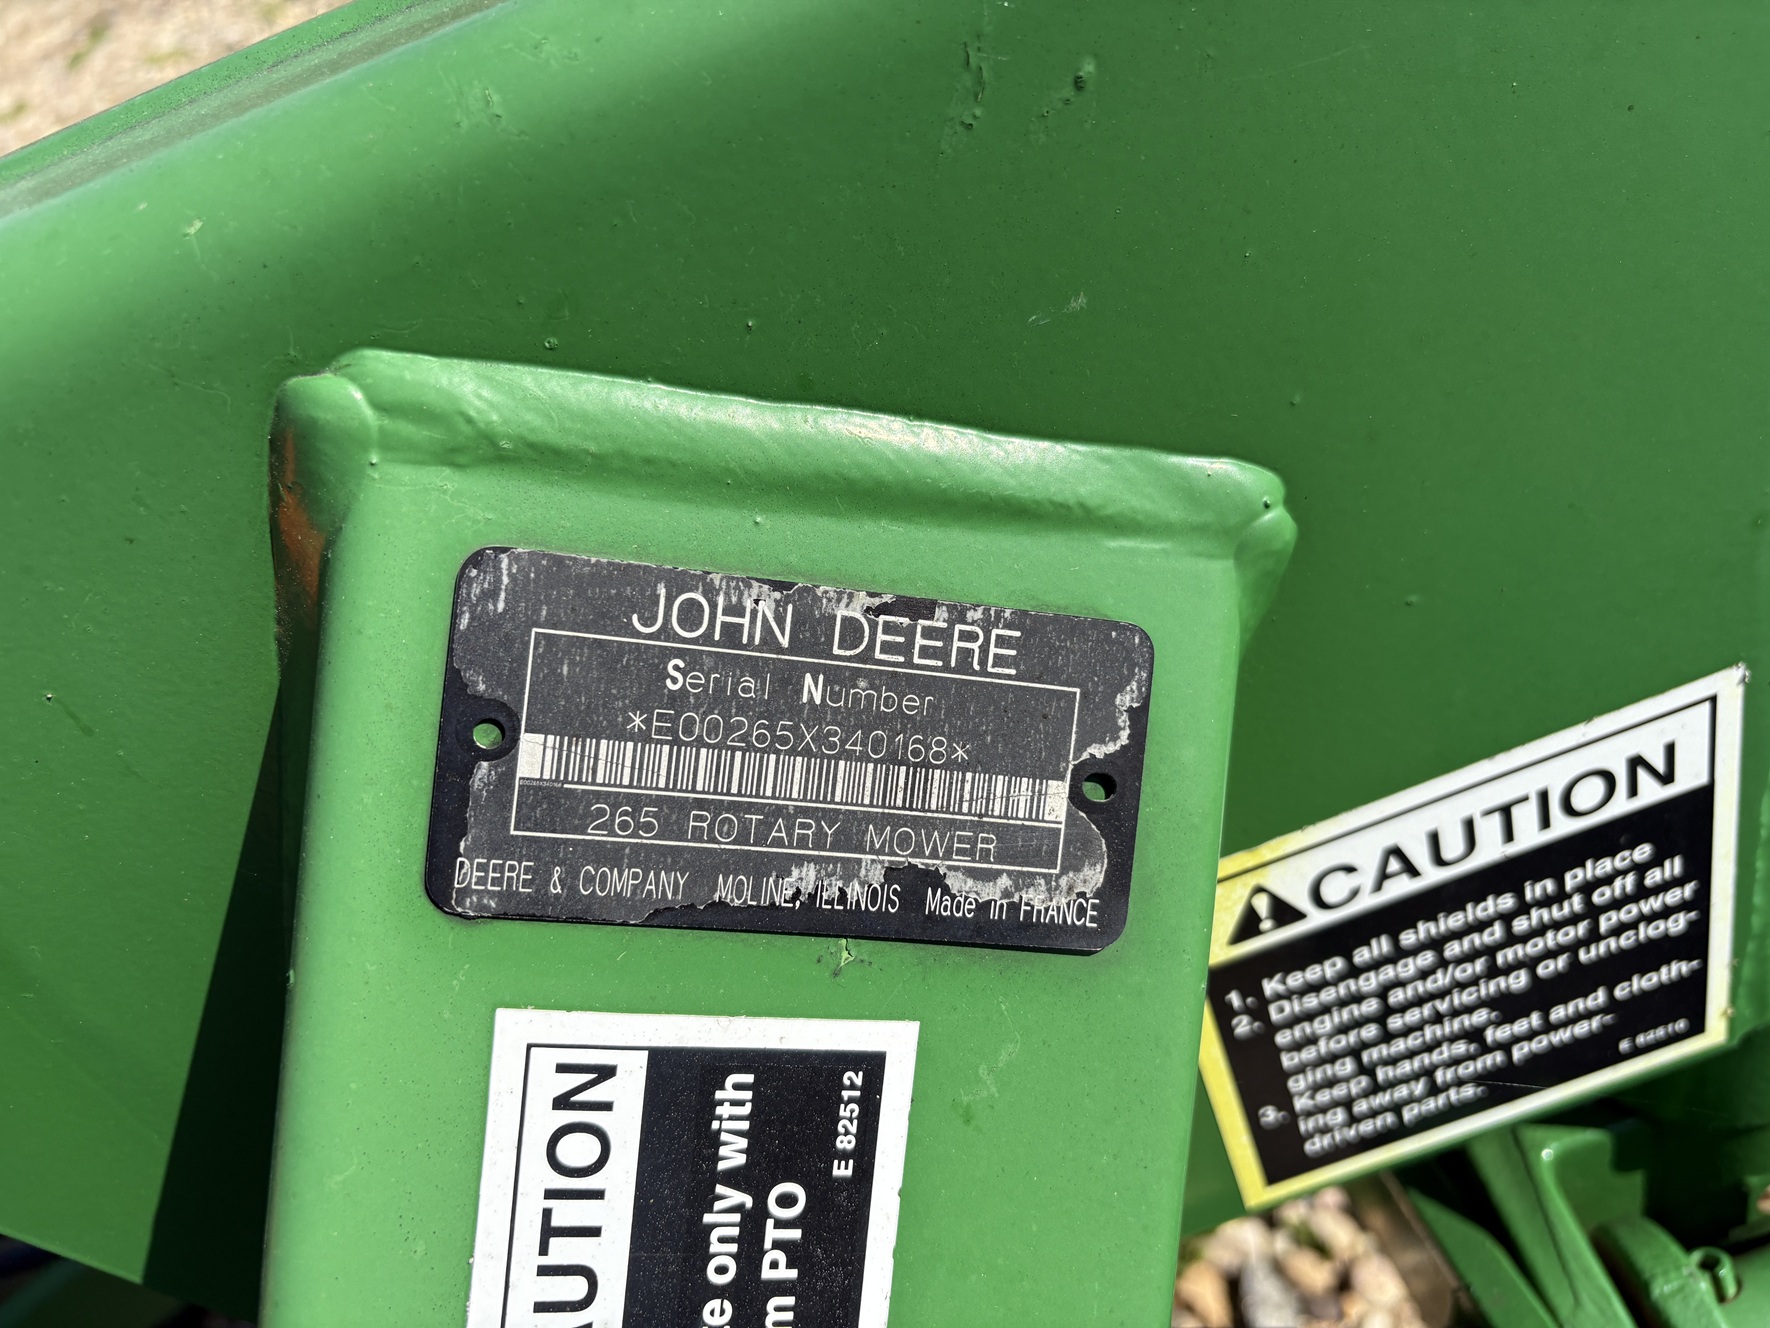 JOHN DEERE
Serial Number
*E00265X340168*
265 ROTARY MOWER
DEERE & COMPANY MOLINE, ILLINOIS Made in FRANCE
CAUTION
1. Keep all shields in place
2. Disengage and shut off all
engine and/or motor power
before servicing or unclog-
ging machine.
3. Keep hands, feet and cloth-
ing away from power-
driven parts.
AUTION
only with
PTO
E 82512